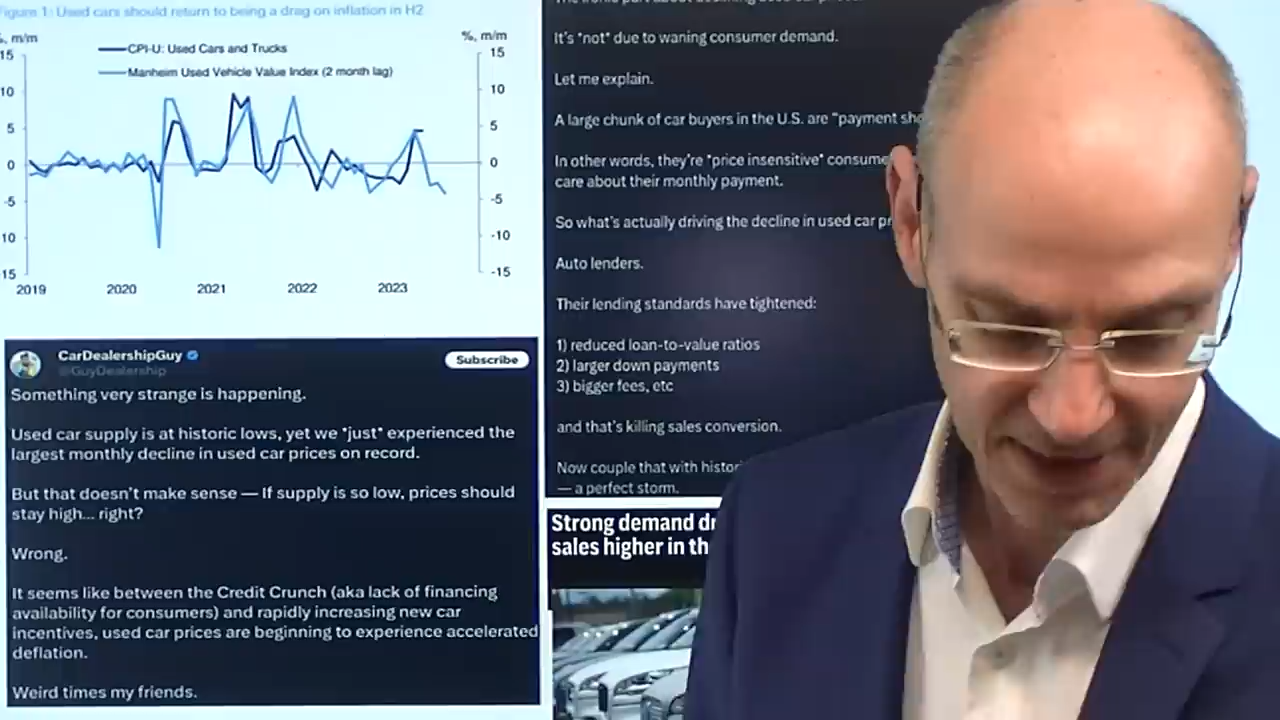 Figure 1: Used cars should return to being a drag on inflation in H2
%, m/m
%, m/m
CPI-U: Used Cars and Trucks
Manheim Used Vehicle Value Index (2 month lag)
15
10
5
0
-5
10
15
15
10
5
0
-5
-10
-15
2019
2020
2021
2022
2023
CarDealershipGuy
@GuyDealership
Subscribe
Something very strange is happening.
Used car supply is at historic lows, yet we *just* experienced the
largest monthly decline in used car prices on record.
But that doesn't make sense — If supply is so low, prices should
stay high... right?
Wrong.
It seems like between the Credit Crunch (aka lack of financing
availability for consumers) and rapidly increasing new car
incentives, used car prices are beginning to experience accelerated
deflation.
Weird times my friends.
It's *not* due to waning consumer demand.
Let me explain.
A large chunk of car buyers in the U.S. are "payment sho
In other words, they're *price insensitive* consume
care about their monthly payment.
So what's actually driving the decline in used car pr
Auto lenders.
Their lending standards have tightened:
1) reduced loan-to-value ratios
2) larger down payments
3) bigger fees, etc
and that's killing sales conversion.
Now couple that with histori
— a perfect storm.
Strong demand dr
sales higher in th